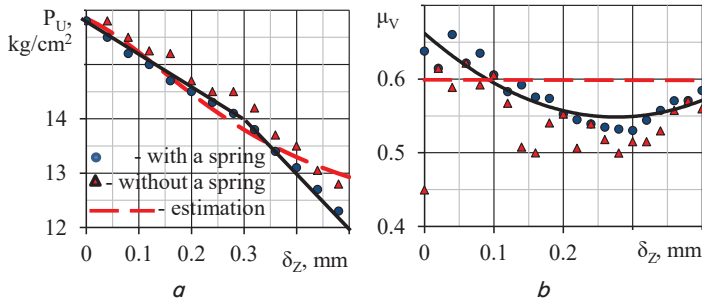 a
P_U,
kg/cm²
14
13
12
0
0.1
0.2
0.3
δ_Z, mm
- with a spring
- without a spring
- estimation
a
b
μ_V
0.6
0.5
0.4
0
0.1
0.2
δ_Z, mm
b